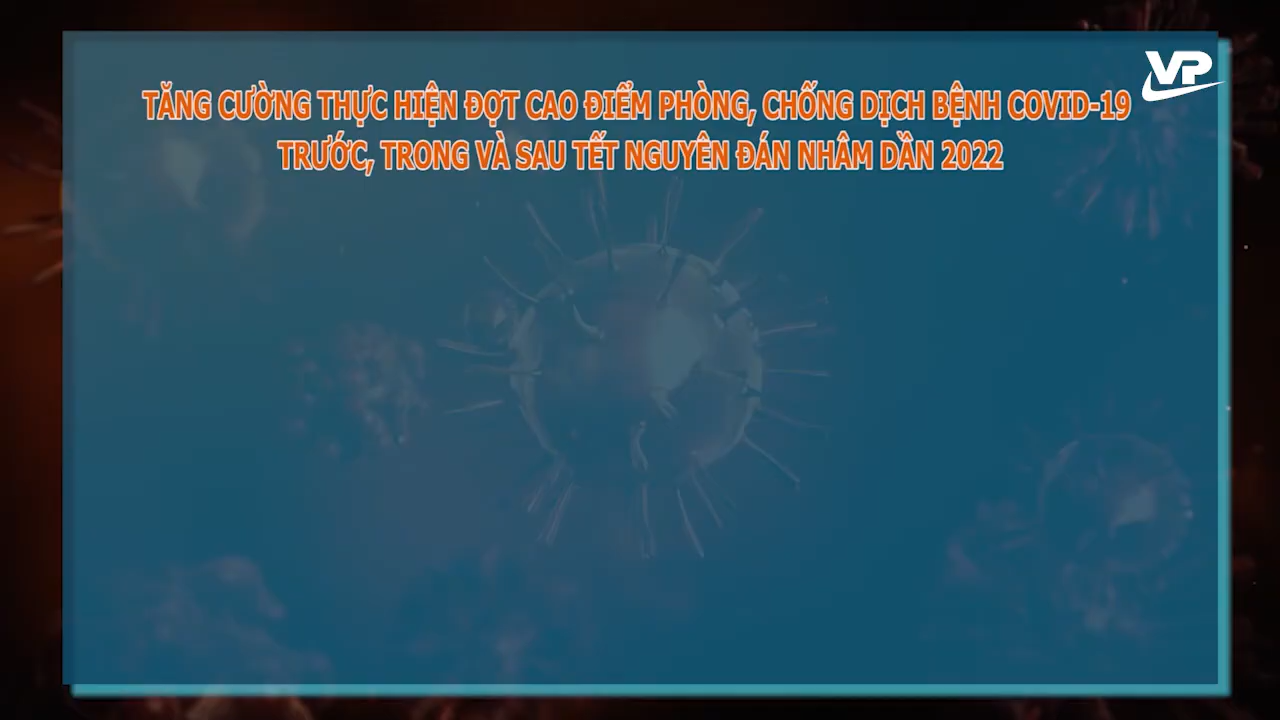 VP
TĂNG CƯỜNG THỰC HIỆN ĐỢT CAO ĐIỂM PHÒNG, CHỐNG DỊCH BỆNH COVID-19
TRƯỚC, TRONG VÀ SAU TẾT NGUYÊN ĐÁN NHÂM DẦN 2022